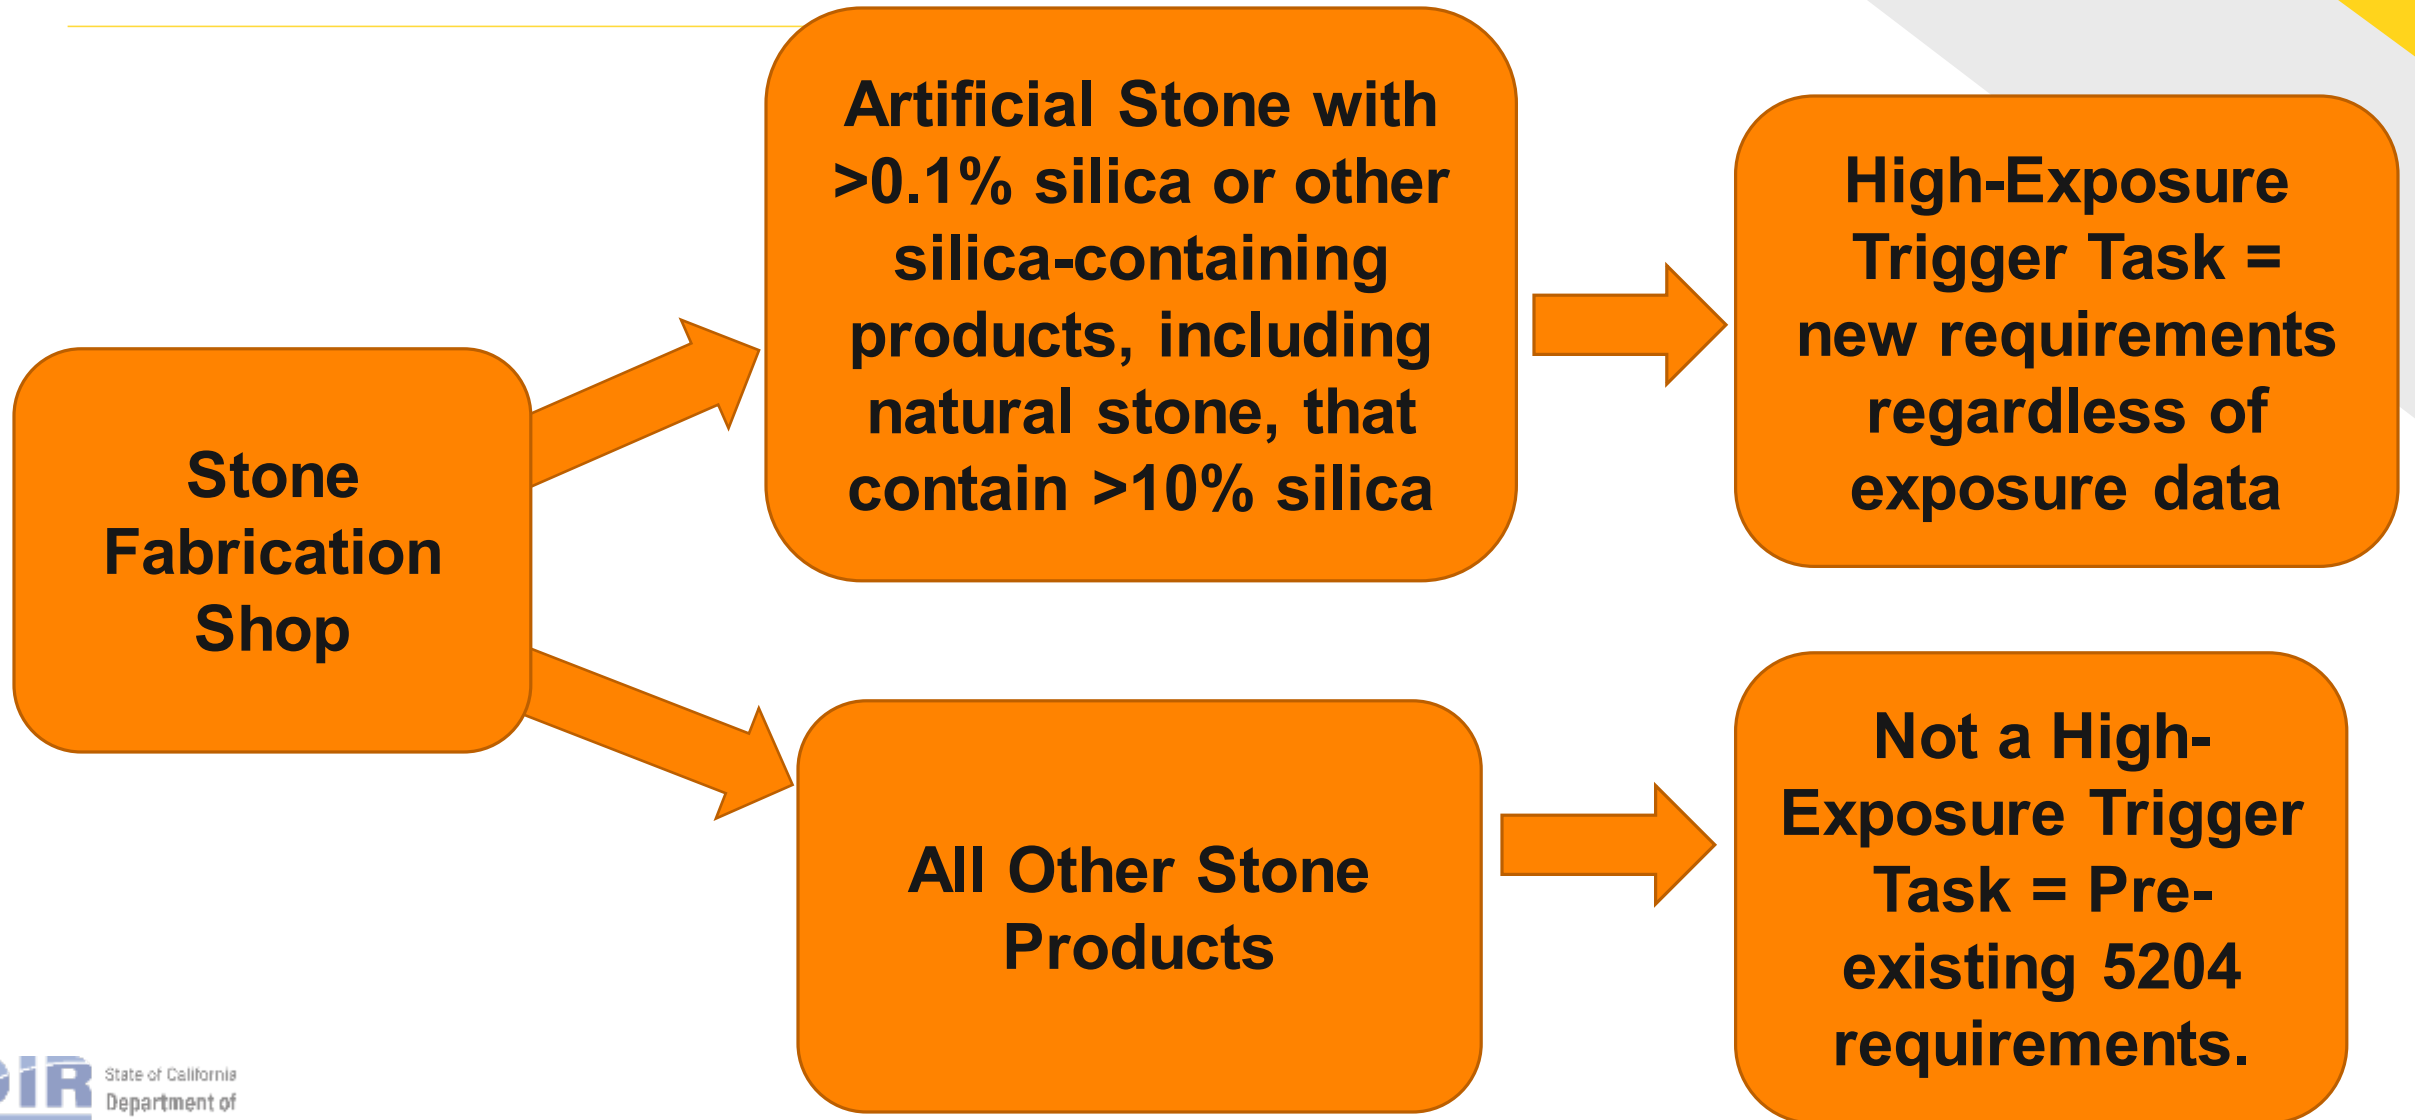 Artificial Stone with
>0.1% silica or other
silica-containing
products, including
natural stone, that
contain >10% silica
High-Exposure
Trigger Task =
new requirements
regardless of
exposure data
Stone
Fabrication
Shop
All Other Stone
Products
Not a High-
Exposure Trigger
Task = Pre-
existing 5204
requirements.
DIR
State of California
Department of